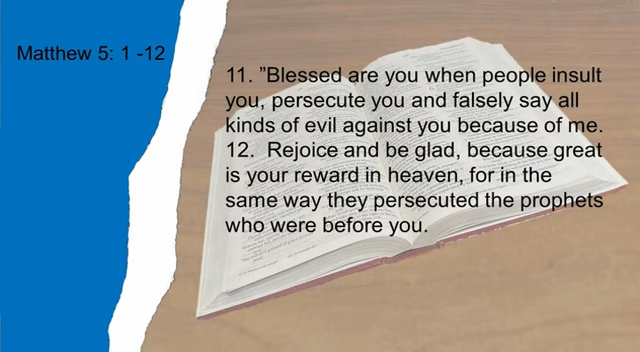 Matthew 5: 1 -12
11. ”Blessed are you when people insult
you, persecute you and falsely say all
kinds of evil against you because of me.
12.  Rejoice and be glad, because great
is your reward in heaven, for in the
same way they persecuted the prophets
who were before you.